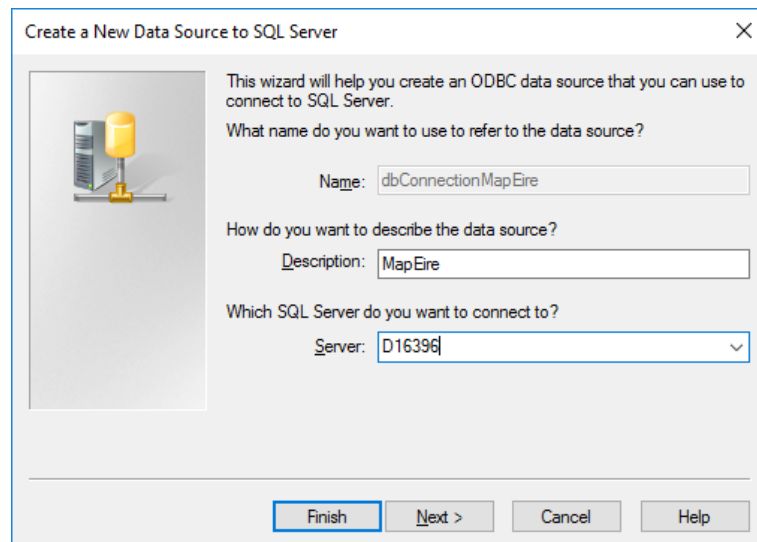 Create a New Data Source to SQL Server
This wizard will help you create an ODBC data source that you can use to
connect to SQL Server.
What name do you want to use to refer to the data source?
Name: dbConnectionMapEire
How do you want to describe the data source?
Description: MapEire
Which SQL Server do you want to connect to?
Server: D16396
Finish Next > Cancel Help